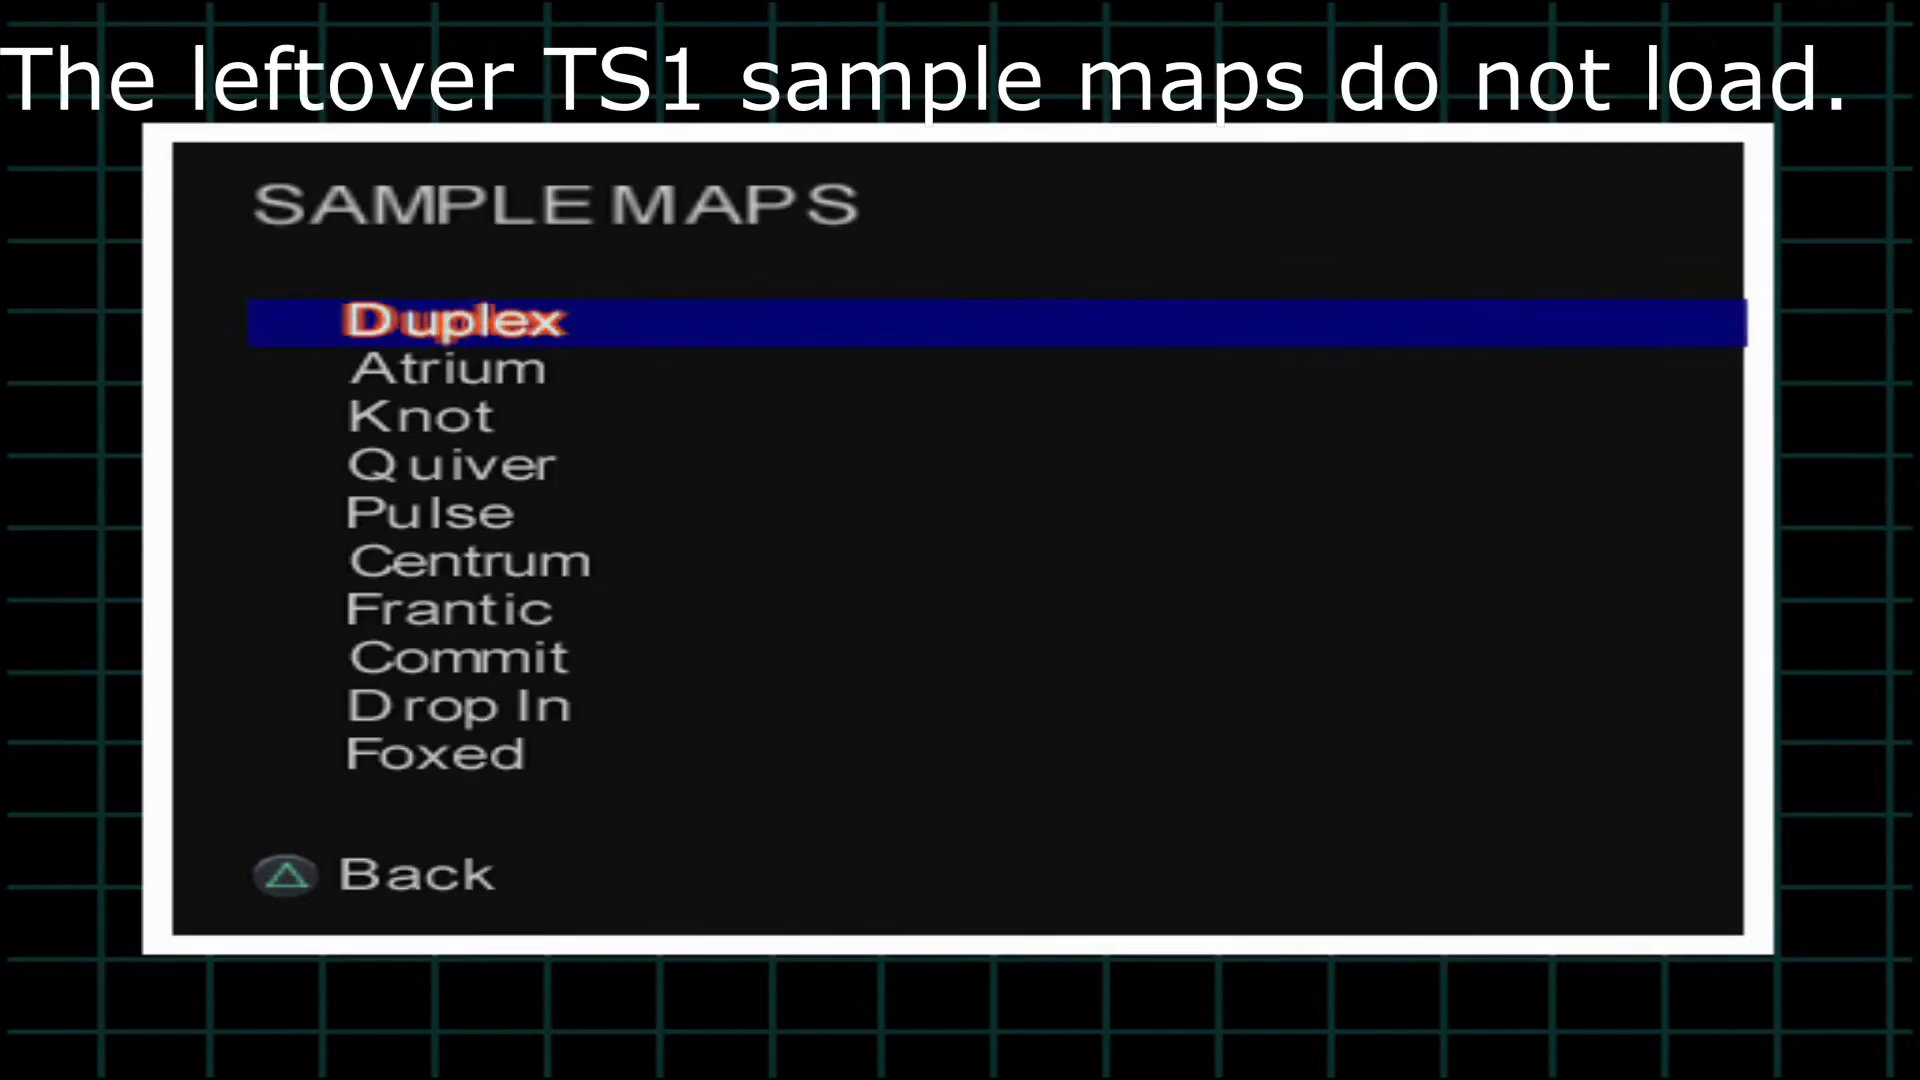 The leftover TS1 sample maps do not load.
SAMPLE MAPS
Duplex
Atrium
Knot
Quiver
Pulse
Centrum
Frantic
Commit
Drop In
Foxed
Back